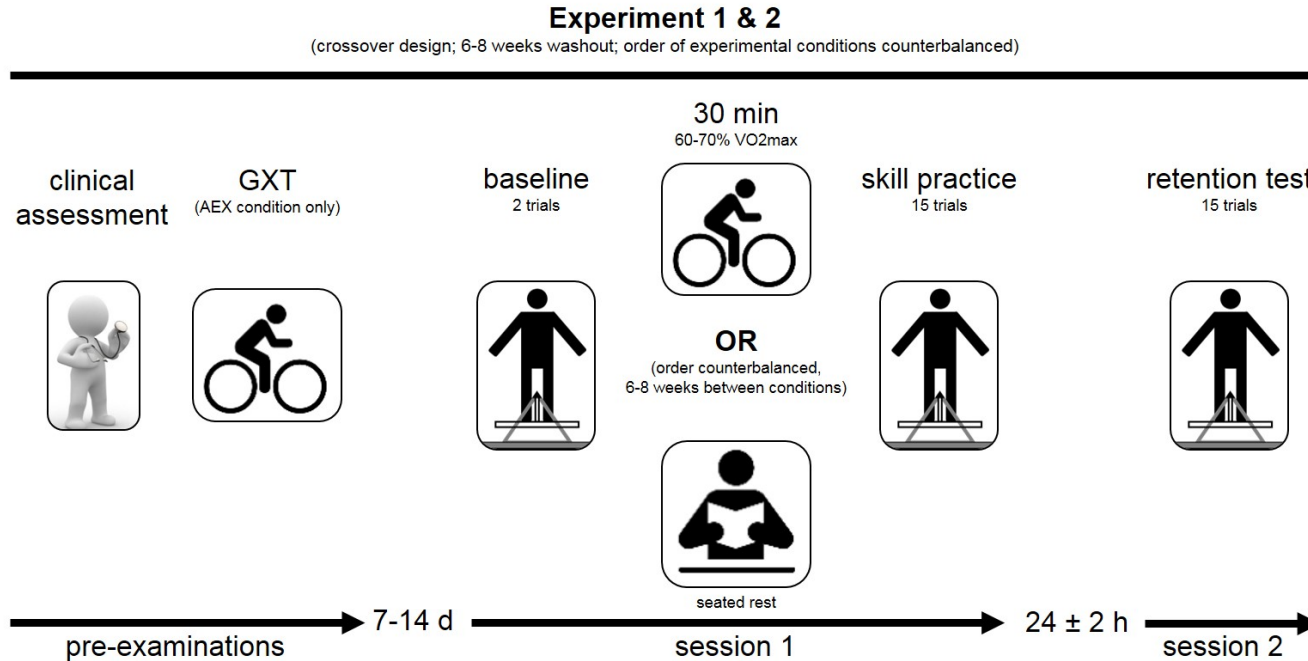 Experiment 1 & 2
(crossover design; 6-8 weeks washout; order of experimental conditions counterbalanced)
clinical
assessment
GXT
(AEX condition only)
baseline
2 trials
30 min
60-70% VO2max
OR
(order counterbalanced,
6-8 weeks between conditions)
seated rest
skill practice
15 trials
retention test
15 trials
pre-examinations
7-14 d
session 1
24 ± 2 h
session 2